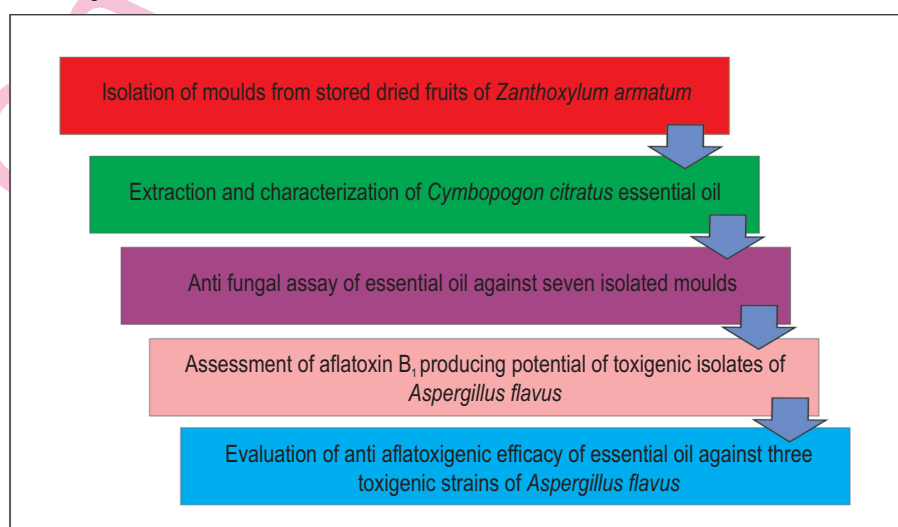 Isolation of moulds from stored dried fruits of Zanthoxylum armatum
Extraction and characterization of Cymbopogon citratus essential oil
Anti fungal assay of essential oil against seven isolated moulds
Assessment of aflatoxin B1 producing potential of toxigenic isolates of
Aspergillus flavus
Evaluation of anti aflatoxigenic efficacy of essential oil against three
toxigenic strains of Aspergillus flavus